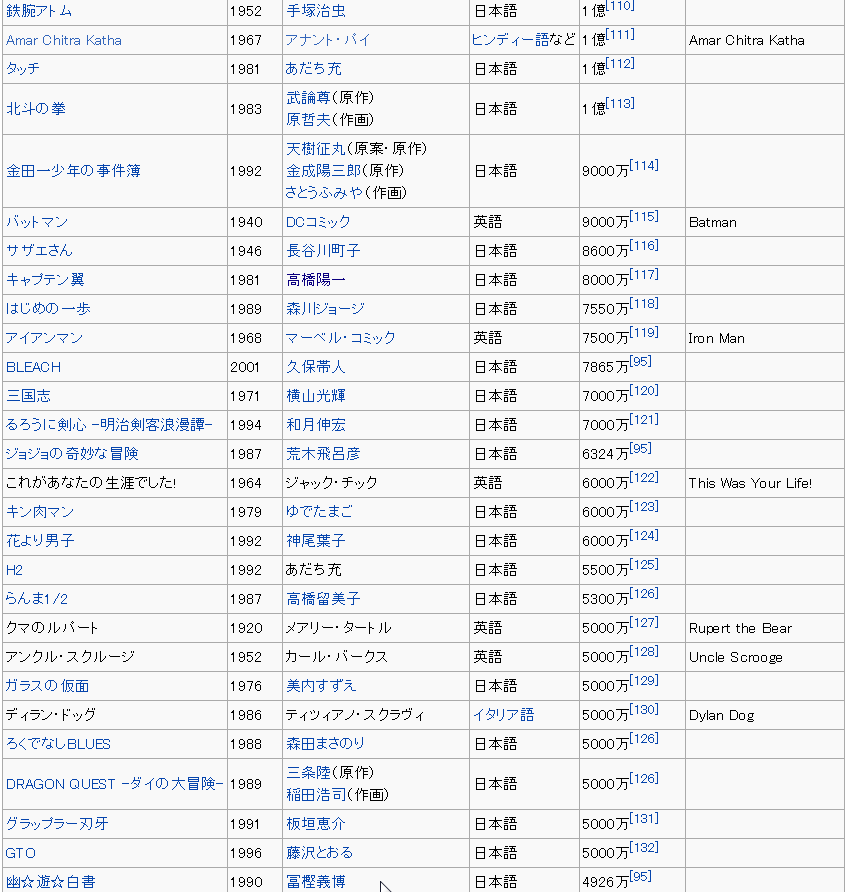 鉄腕アトム 1952 手塚治虫 日本語 1億[110]
Amar Chitra Katha 1967 アナント・パイ ヒンディー語など 1億[111] Amar Chitra Katha
タッチ 1981 あだち充 日本語 1億[112]
北斗の拳 1983 武論尊(原作) 日本語 1億[113]
原哲夫(作画)
天樹征丸(原案・原作)
金田一少年の事件簿 1992 金成陽三郎(原作) 日本語 9000万[114]
さとうふみや(作画)
バットマン 1940 DCコミック 英語 9000万[115] Batman
サザエさん 1946 長谷川町子 日本語 8600万[116]
キャプテン翼 1981 高橋陽一 日本語 8000万[117]
はじめの一歩 1989 森川ジョージ 日本語 7550万[118]
アイアンマン 1968 マーベル・コミック 英語 7500万[119] Iron Man
BLEACH 2001 久保帯人 日本語 7865万[95]
三国志 1971 横山光輝 日本語 7000万[120]
るろうに剣心 -明治剣客浪漫譚- 1994 和月伸宏 日本語 7000万[121]
ジョジョの奇妙な冒険 1987 荒木飛呂彦 日本語 6324万[95]
これがあなたの生涯でした! 1964 ジャック・チック 英語 6000万[122] This Was Your Life!
キン肉マン 1979 ゆでたまご 日本語 6000万[123]
花より男子 1992 神尾葉子 日本語 6000万[124]
H2 1992 あだち充 日本語 5500万[125]
らんま1/2 1987 高橋留美子 日本語 5300万[126]
クマのルパート 1920 メアリー・タートル 英語 5000万[127] Rupert the Bear
アンクル・スクルージ 1952 カール・バークス 英語 5000万[128] Uncle Scrooge
ガラスの仮面 1976 美内すずえ 日本語 5000万[129]
ディラン・ドッグ 1986 ティツィアノ・スクラヴィ イタリア語 5000万[130] Dylan Dog
ろくでなしBLUES 1988 森田まさのり 日本語 5000万[126]
DRAGON QUEST -ダイの大冒険- 1989 三条陸(原作) 日本語 5000万[126]
稲田浩司(作画)
グラップラー刃牙 1991 板垣恵介 日本語 5000万[131]
GTO 1996 藤沢とおる 日本語 5000万[132]
幽☆遊☆白書 1990 冨樫義博 日本語 4926万[95]